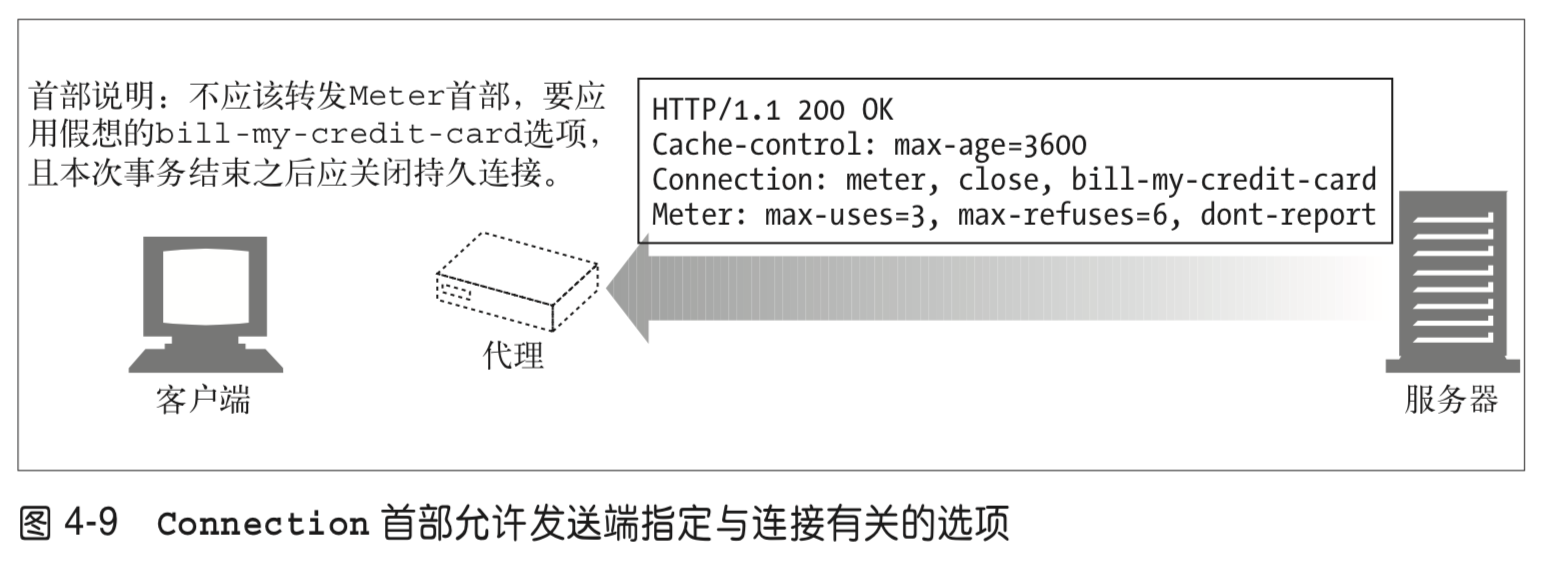 首部说明：不应该转发Meter首部，要应
用假想的bill-my-credit-card选项，
且本次事务结束之后应关闭持久连接。
HTTP/1.1 200 OK
Cache-control: max-age=3600
Connection: meter, close, bill-my-credit-card
Meter: max-uses=3, max-refuses=6, dont-report
代理
客户端
服务器
图 4-9 Connection 首部允许发送端指定与连接有关的选项